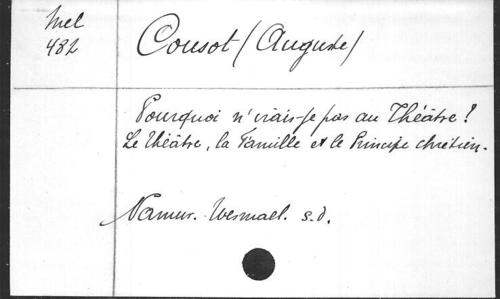 Mel
482
Cousot (Auguste)
Pourquoi n'irais-je pas au Théâtre?
Le théâtre, la Famille et le Principe chrétien.
Namur. Wesmael. s.d.